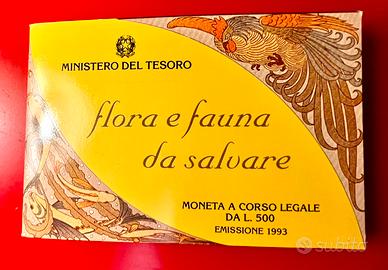 MINISTERO DEL TESORO
flora e fauna
da salvare
MONETA A CORSO LEGALE
DA L. 500
EMISSIONE 1993
subito